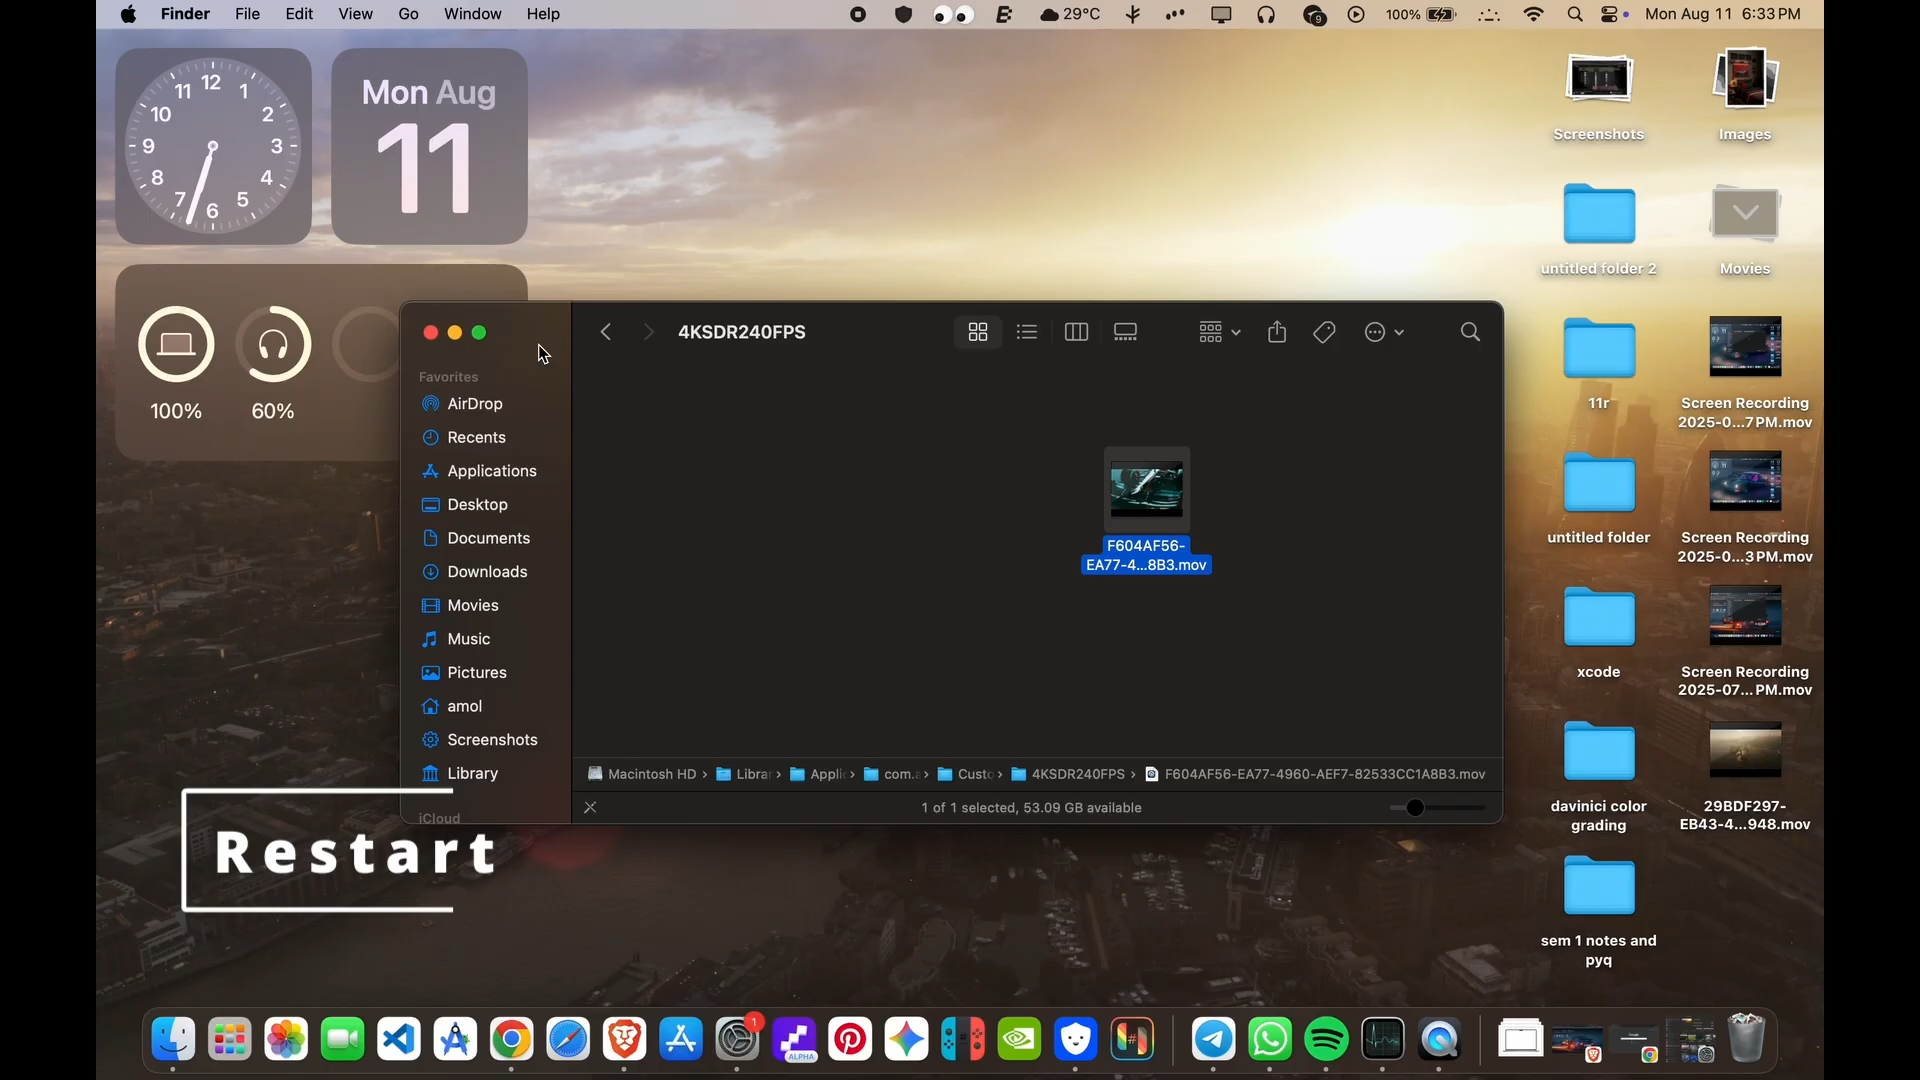 Finder File Edit View Go Window Help
29°C
9
100%
Mon Aug 11 6:33 PM
12
11 1
10 2
9 3
8 4
7 5
6
Mon Aug
11
100% 60%
4KSDR240FPS
Favorites
AirDrop
Recents
Applications
Desktop
Documents
Downloads
Movies
Music
Pictures
amol
Screenshots
Library
iCloud
F604AF56-
EA77-4...8B3.mov
Macintosh HD › Librar › Applic › com.a › Custo › 4KSDR240FPS › F604AF56-EA77-4960-AEF7-82533CC1A8B3.mov
1 of 1 selected, 53.09 GB available
Restart
Screenshots
Images
untitled folder 2
Movies
11r
Screen Recording
2025-0...7 PM.mov
untitled folder
Screen Recording
2025-0...3 PM.mov
xcode
Screen Recording
2025-07... PM.mov
davinici color
grading
29BDF297-
EB43-4...948.mov
sem 1 notes and
pyq
1
ALPHA